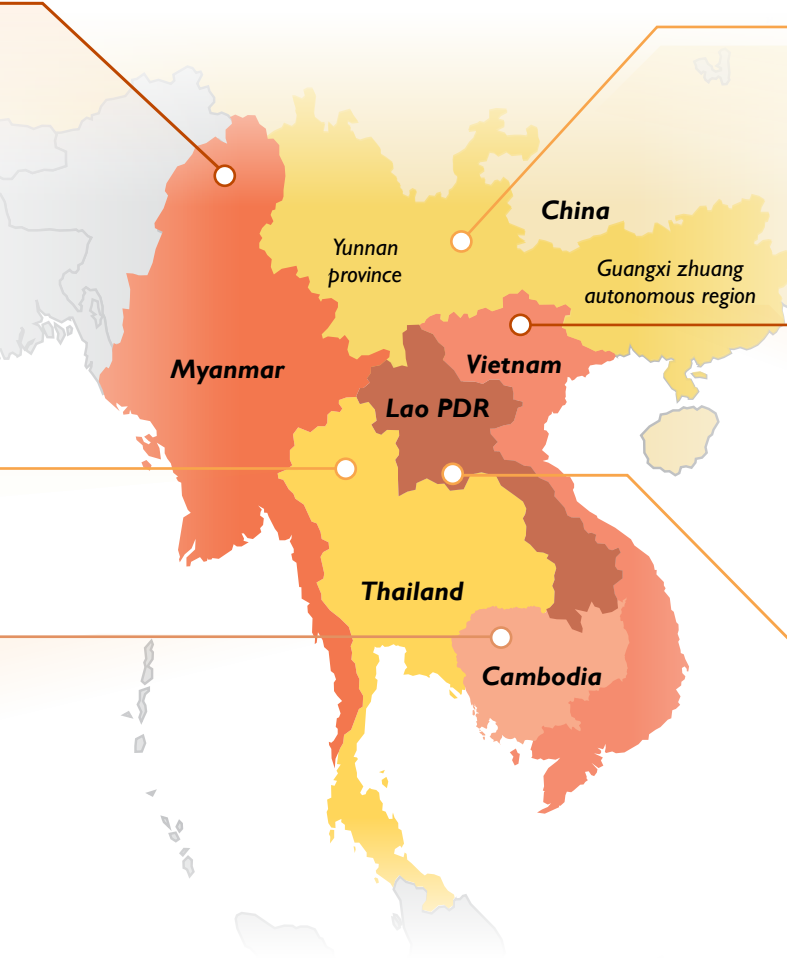 China
Yunnan
province
Guangxi zhuang
autonomous region
Myanmar
Vietnam
Lao PDR
Thailand
Cambodia